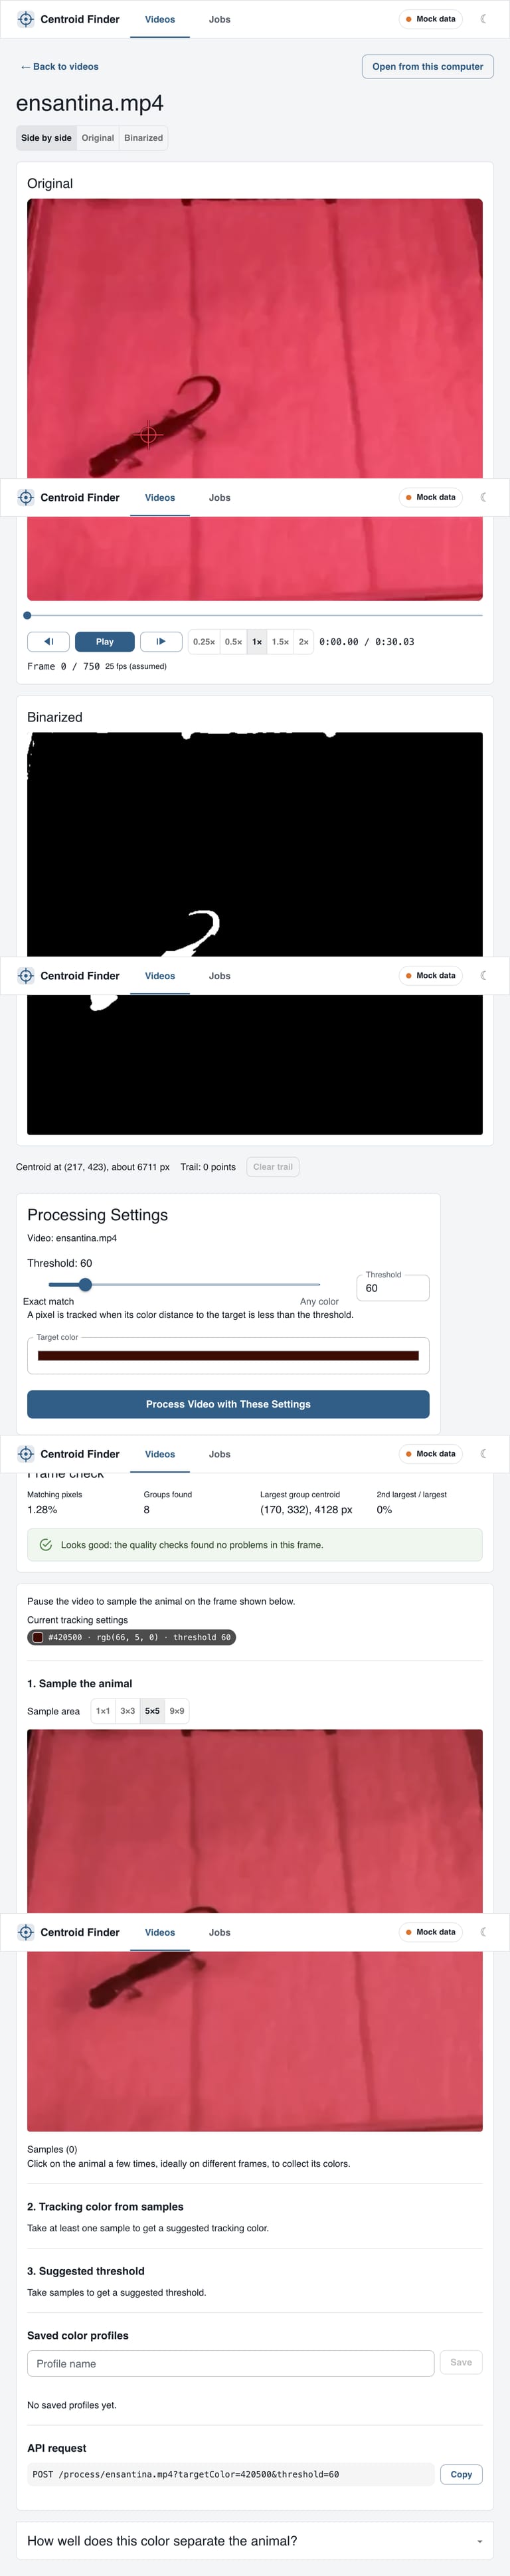 Centroid Finder Videos Jobs Mock data
← Back to videos Open from this computer
ensantina.mp4
Side by side Original Binarized
Original
Centroid Finder Videos Jobs Mock data
Play 0.25× 0.5× 1× 1.5× 2× 0:00.00 / 0:30.03
Frame 0 / 750 25 fps (assumed)
Binarized
Centroid Finder Videos Jobs Mock data
Centroid at (217, 423), about 6711 px Trail: 0 points Clear trail
Processing Settings
Video: ensantina.mp4
Threshold: 60
Threshold
60
Exact match Any color
A pixel is tracked when its color distance to the target is less than the threshold.
Target color
Process Video with These Settings
Centroid Finder Videos Jobs Mock data
Frame check
Matching pixels Groups found Largest group centroid 2nd largest / largest
1.28% 8 (170, 332), 4128 px 0%
Looks good: the quality checks found no problems in this frame.
Pause the video to sample the animal on the frame shown below.
Current tracking settings
#420500 · rgb(66, 5, 0) · threshold 60
1. Sample the animal
Sample area 1×1 3×3 5×5 9×9
Centroid Finder Videos Jobs Mock data
Samples (0)
Click on the animal a few times, ideally on different frames, to collect its colors.
2. Tracking color from samples
Take at least one sample to get a suggested tracking color.
3. Suggested threshold
Take samples to get a suggested threshold.
Saved color profiles
Profile name Save
No saved profiles yet.
API request
POST /process/ensantina.mp4?targetColor=420500&threshold=60 Copy
How well does this color separate the animal?